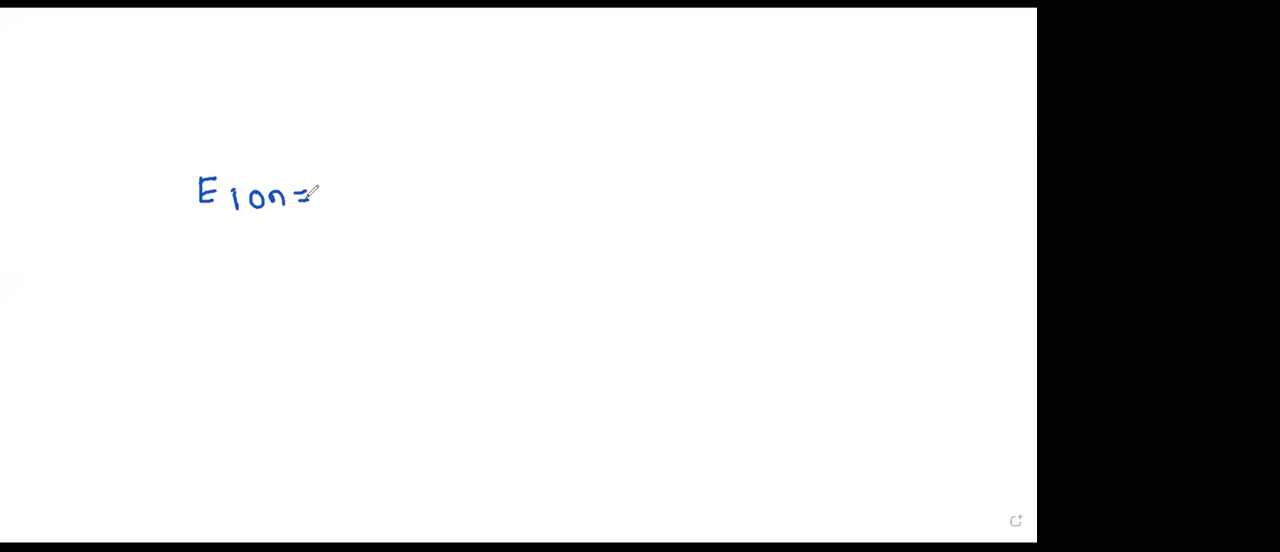 E ion =